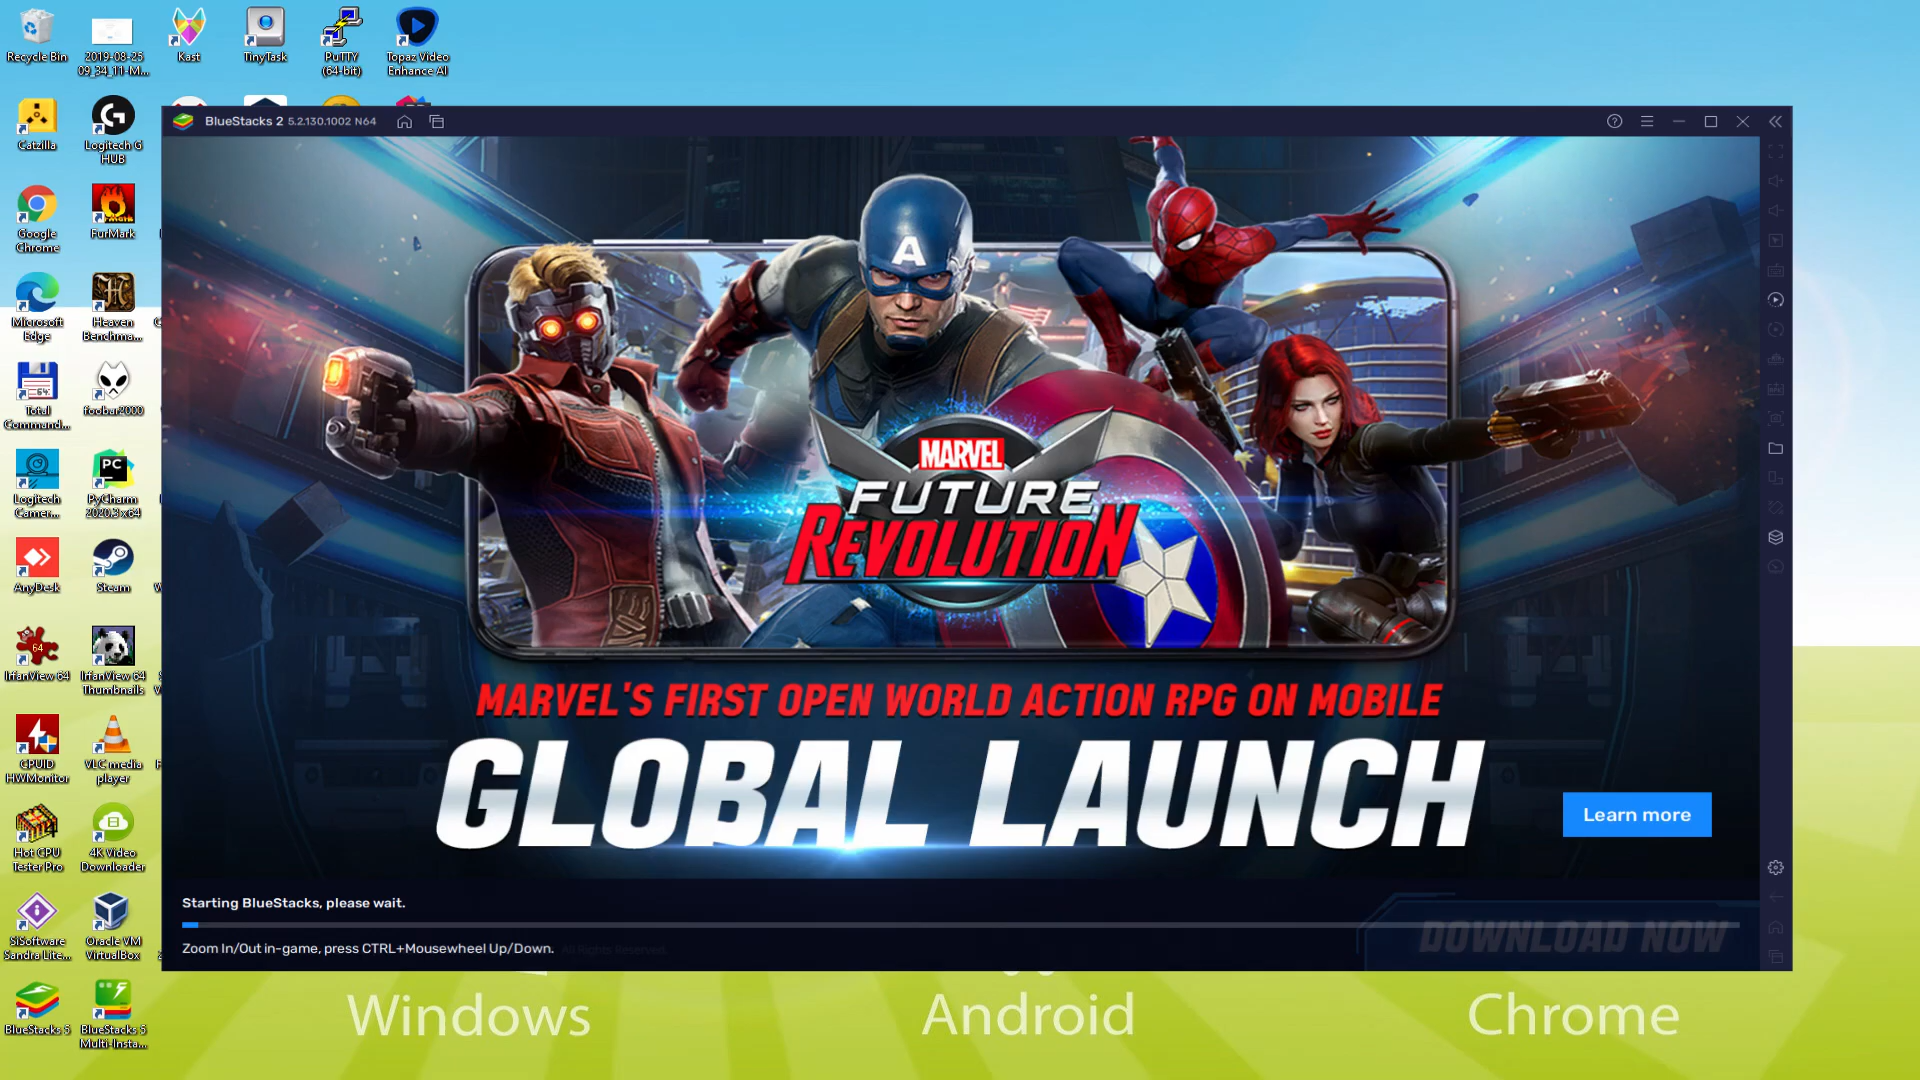 Recycle Bin
2019-08-25
09_34_11-M...
Kast
TinyTask
PuTTY
(64-bit)
Topaz Video
Enhance AI
Catzilla
Logitech G
HUB
Google
Chrome
FurMark
Microsoft
Edge
Heaven
Benchma...
Total
Command...
foobar2000
Logitech
Camer...
PyCharm
2020.3 x64
AnyDesk
Steam
IrfanView 64
IrfanView 64
Thumbnails
CPUID
HWMonitor
VLC media
player
Hot CPU
Tester Pro
4K Video
Downloader
SiSoftware
Sandra Lite...
Oracle VM
VirtualBox
BlueStacks 5
BlueStacks 5
Multi-Insta...
BlueStacks 2 5.2.130.1002 N64
A
MARVEL
FUTURE
REVOLUTION
MARVEL'S FIRST OPEN WORLD ACTION RPG ON MOBILE
GLOBAL LAUNCH
Learn more
Starting BlueStacks, please wait.
DOWNLOAD NOW
Zoom In/Out in-game, press CTRL+Mousewheel Up/Down.
All Rights Reserved.
Windows
Android
Chrome